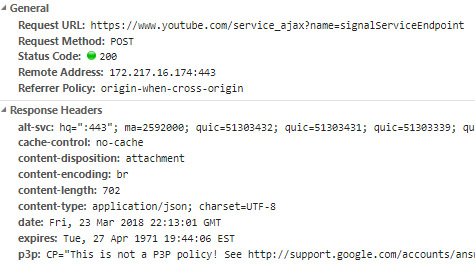 General
Request URL: https://www.youtube.com/service_ajax?name=signalServiceEndpoint
Request Method: POST
Status Code: 200
Remote Address: 172.217.16.174:443
Referrer Policy: origin-when-cross-origin
Response Headers
alt-svc: hq=":443"; ma=2592000; quic=51303432; quic=51303431; quic=51303339; qu
cache-control: no-cache
content-disposition: attachment
content-encoding: br
content-length: 702
content-type: application/json; charset=UTF-8
date: Fri, 23 Mar 2018 22:13:01 GMT
expires: Tue, 27 Apr 1971 19:44:06 EST
p3p: CP="This is not a P3P policy! See http://support.google.com/accounts/ans